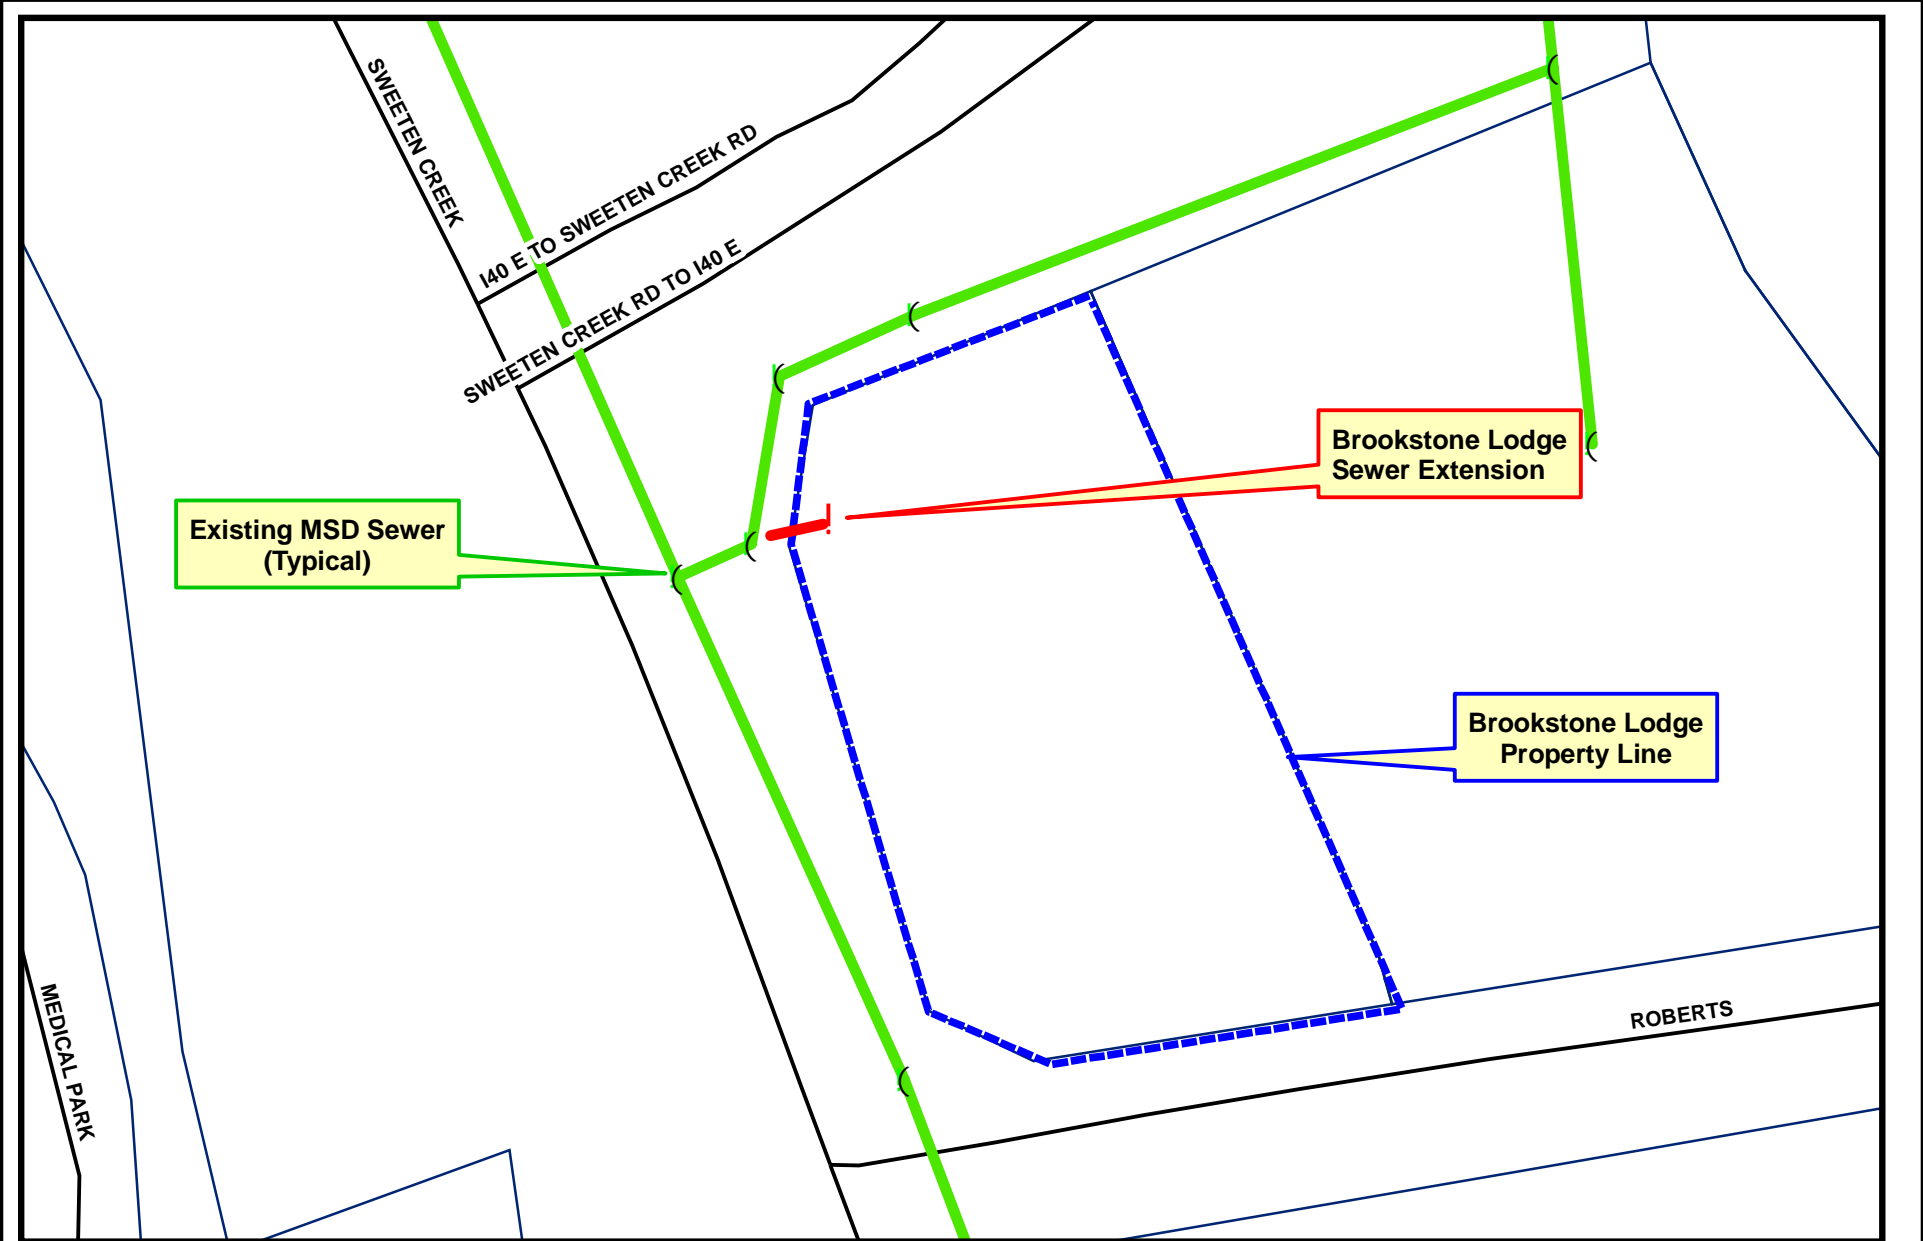 SWEETEN CREEK
I40 E TO SWEETEN CREEK RD
SWEETEN CREEK RD TO I40 E
Brookstone Lodge
Sewer Extension
Existing MSD Sewer
(Typical)
Brookstone Lodge
Property Line
MEDICAL PARK
ROBERTS